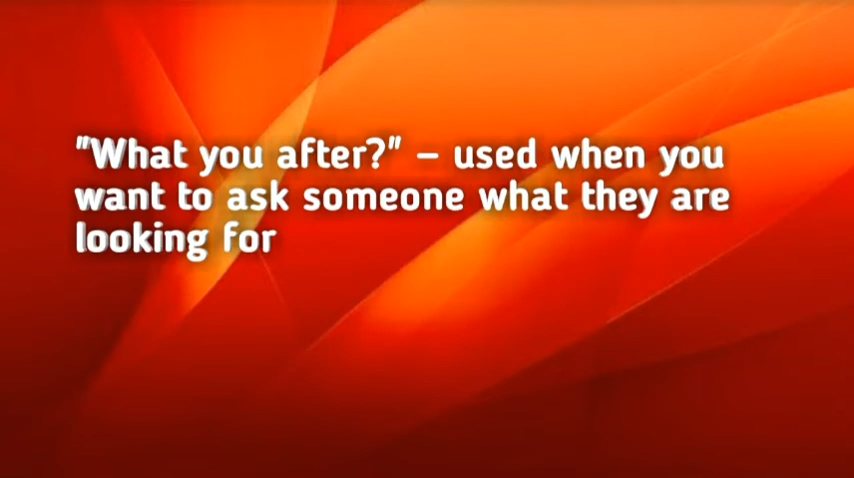 "What you after?" – used when you
want to ask someone what they are
looking for